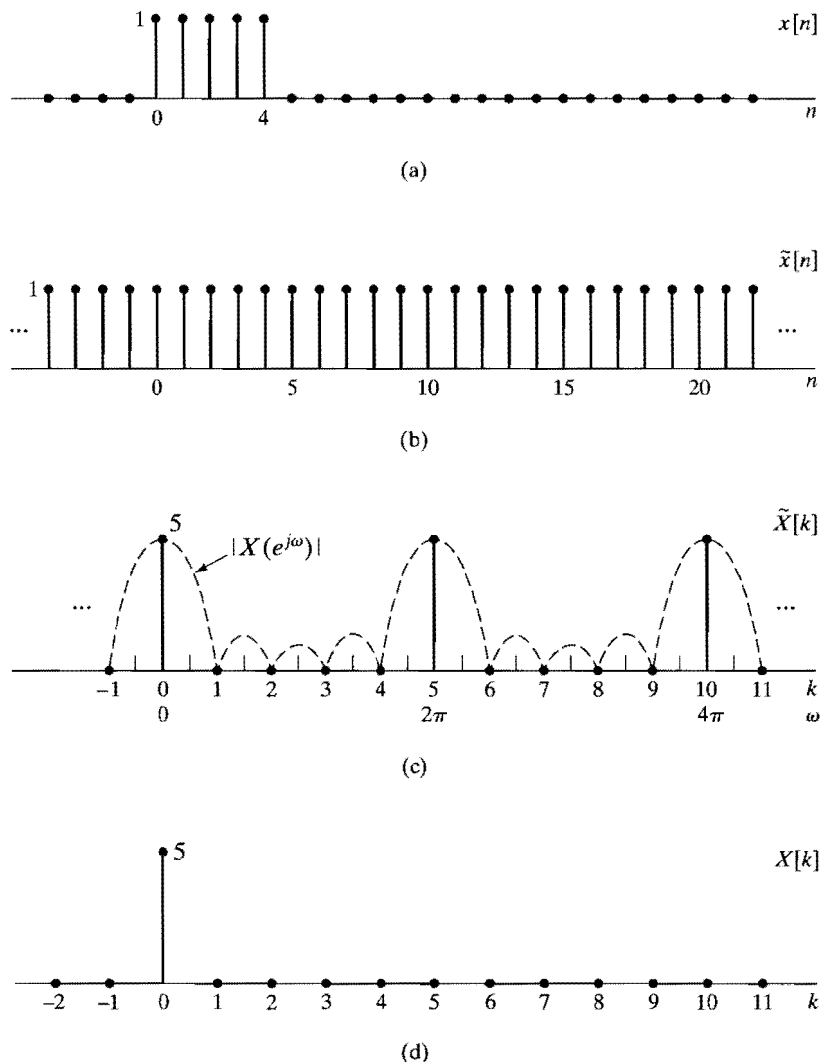 1
x[n]
0 4 n
(a)
x̃[n]
1
... ...
0 5 10 15 20 n
(b)
5
X̃[k]
|X(e^{jω})|
... ...
−1 0 1 2 3 4 5 6 7 8 9 10 11 k
0 2π 4π ω
(c)
5
X[k]
−2 −1 0 1 2 3 4 5 6 7 8 9 10 11 k
(d)